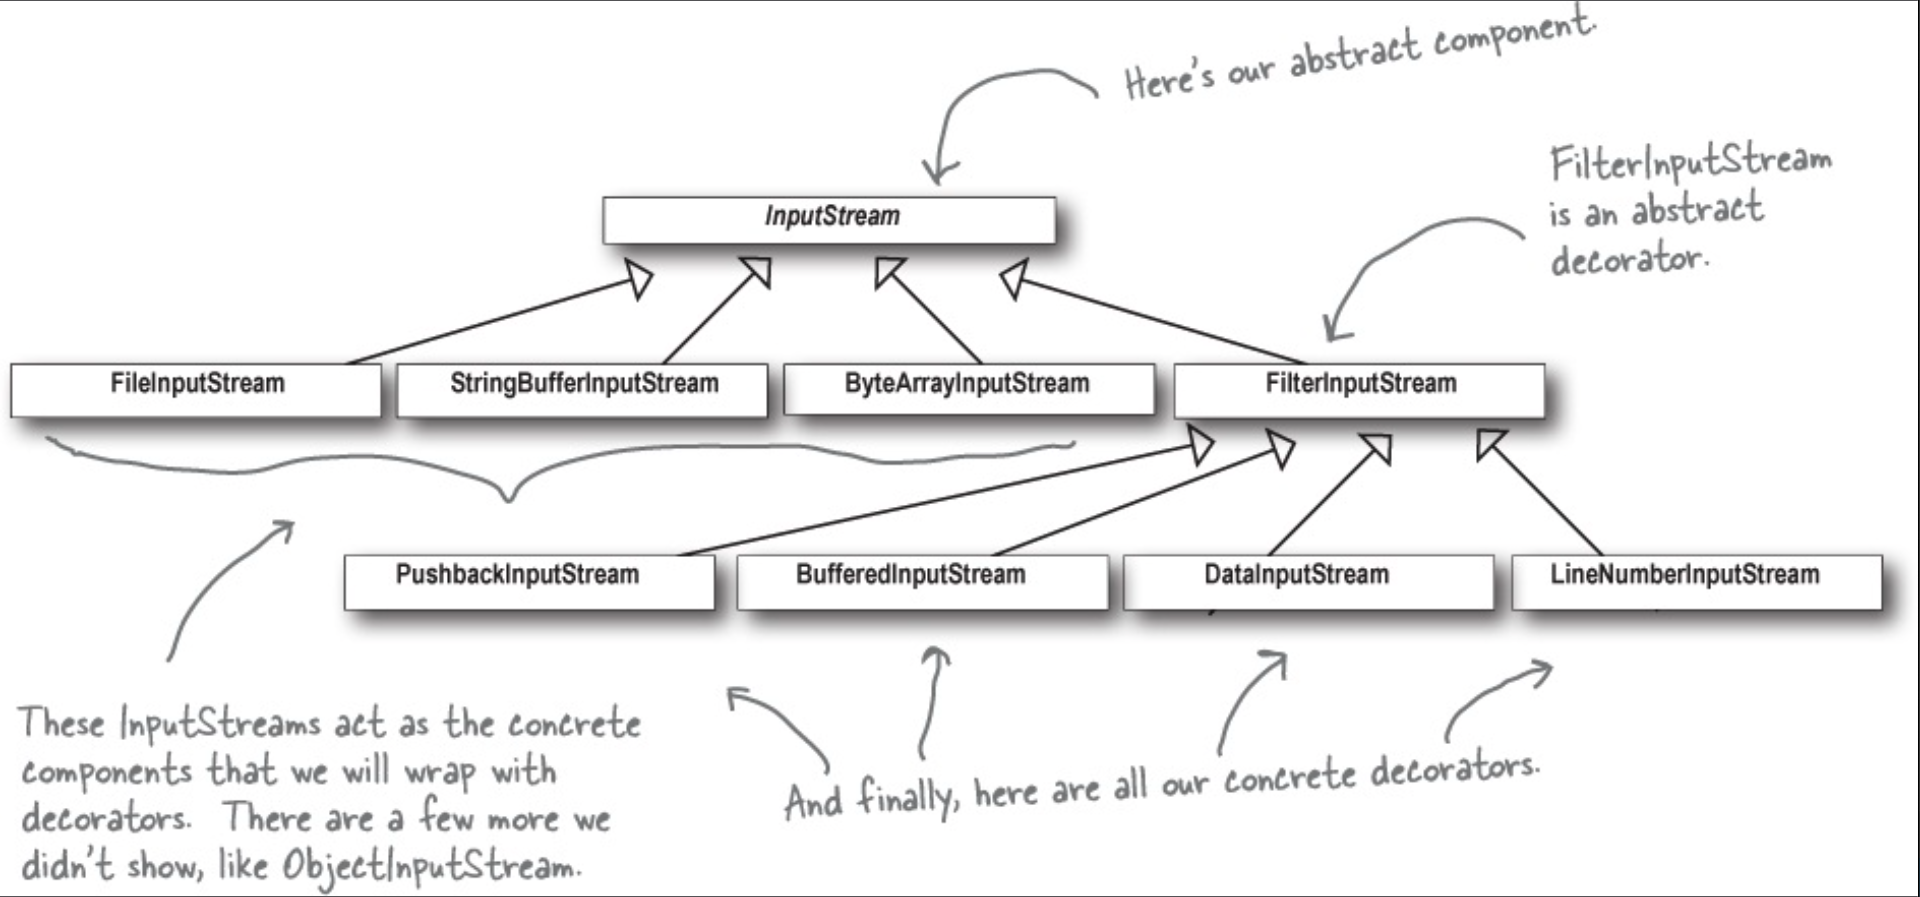 Here's our abstract component.
FilterInputStream
is an abstract
decorator.
InputStream
FileInputStream
StringBufferInputStream
ByteArrayInputStream
FilterInputStream
PushbackInputStream
BufferedInputStream
DataInputStream
LineNumberInputStream
These InputStreams act as the concrete
components that we will wrap with
decorators. There are a few more we
didn't show, like ObjectInputStream.
And finally, here are all our concrete decorators.